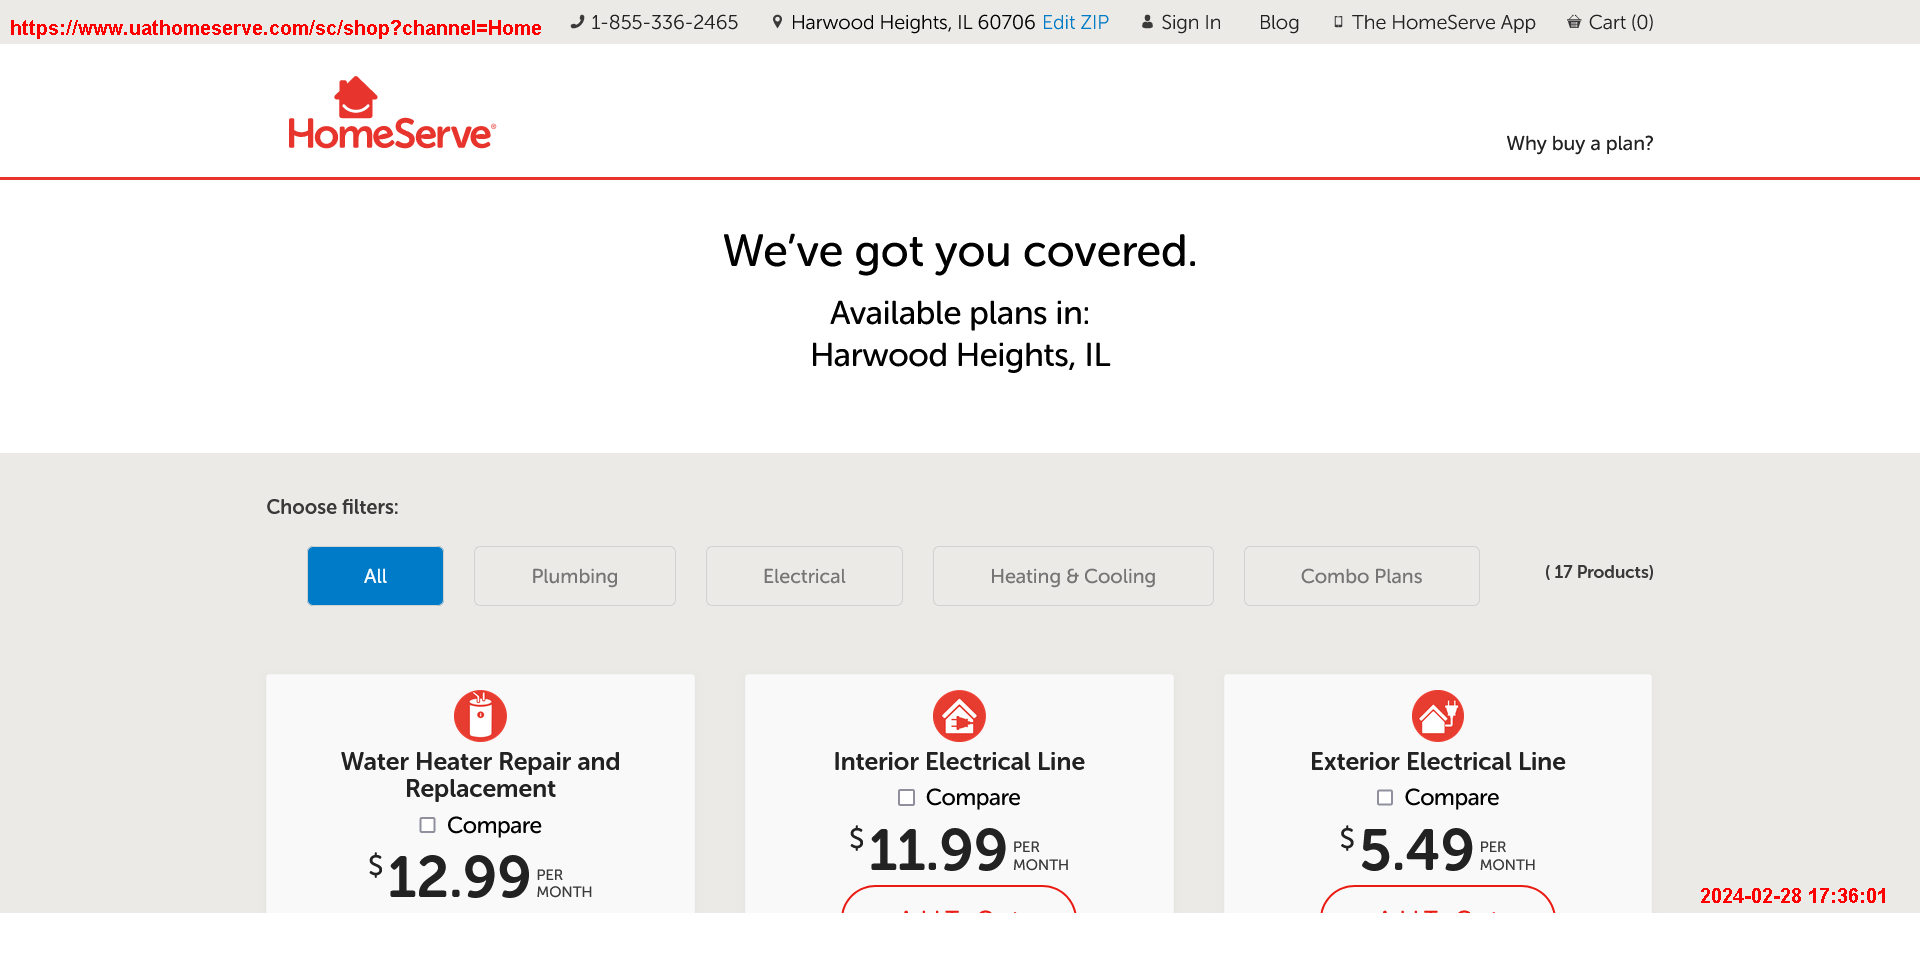 https://www.uathomeserve.com/sc/shop?channel=Home
1-855-336-2465 Harwood Heights, IL 60706 Edit ZIP Sign In Blog The HomeServe App Cart (0)
HomeServe®
Why buy a plan?
We've got you covered.
Available plans in:
Harwood Heights, IL
Choose filters:
All Plumbing Electrical Heating & Cooling Combo Plans ( 17 Products)
Water Heater Repair and
Replacement
Compare
$12.99 PER
MONTH
Interior Electrical Line
Compare
$11.99 PER
MONTH
Exterior Electrical Line
Compare
$5.49 PER
MONTH
2024-02-28 17:36:01